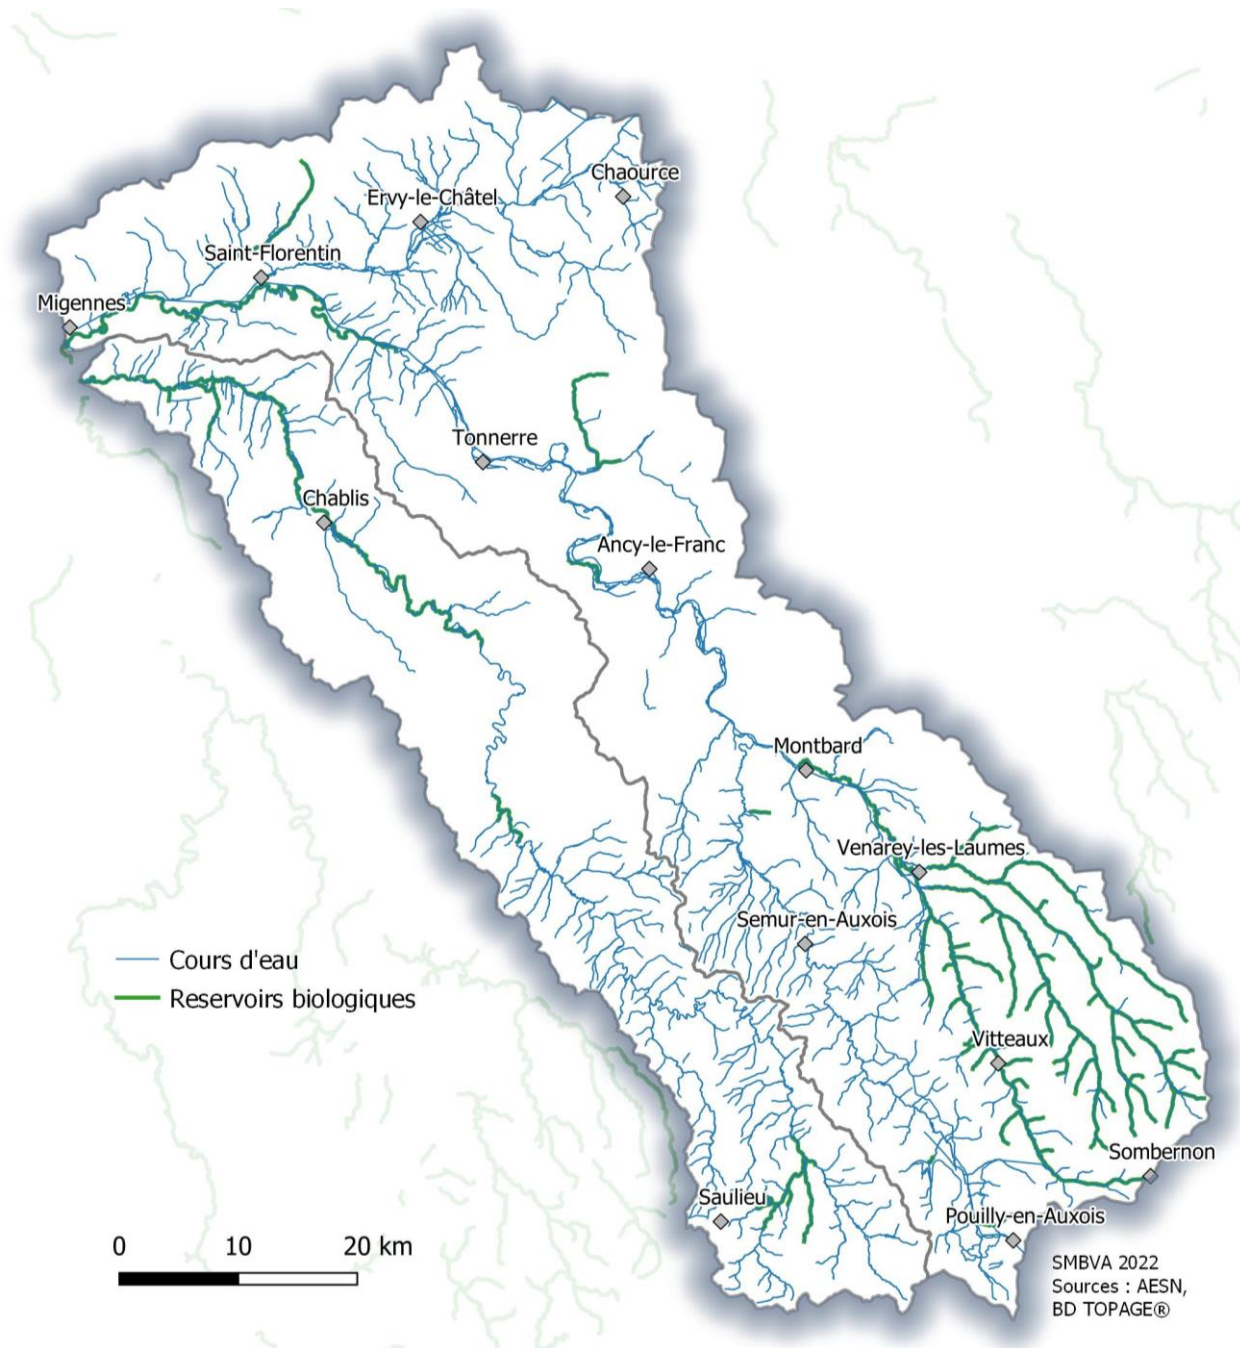 Chaource
Ervy-le-Châtel
Saint-Florentin
Migennes
Tonnerre
Chablis
Ancy-le-Franc
Montbard
Venarey-les-Laumes
Semur-en-Auxois
Cours d'eau
Reservoirs biologiques
Vitteaux
Sombernon
Saulieu
Pouilly-en-Auxois
0 10 20 km
SMBVA 2022
Sources : AESN,
BD TOPAGE®